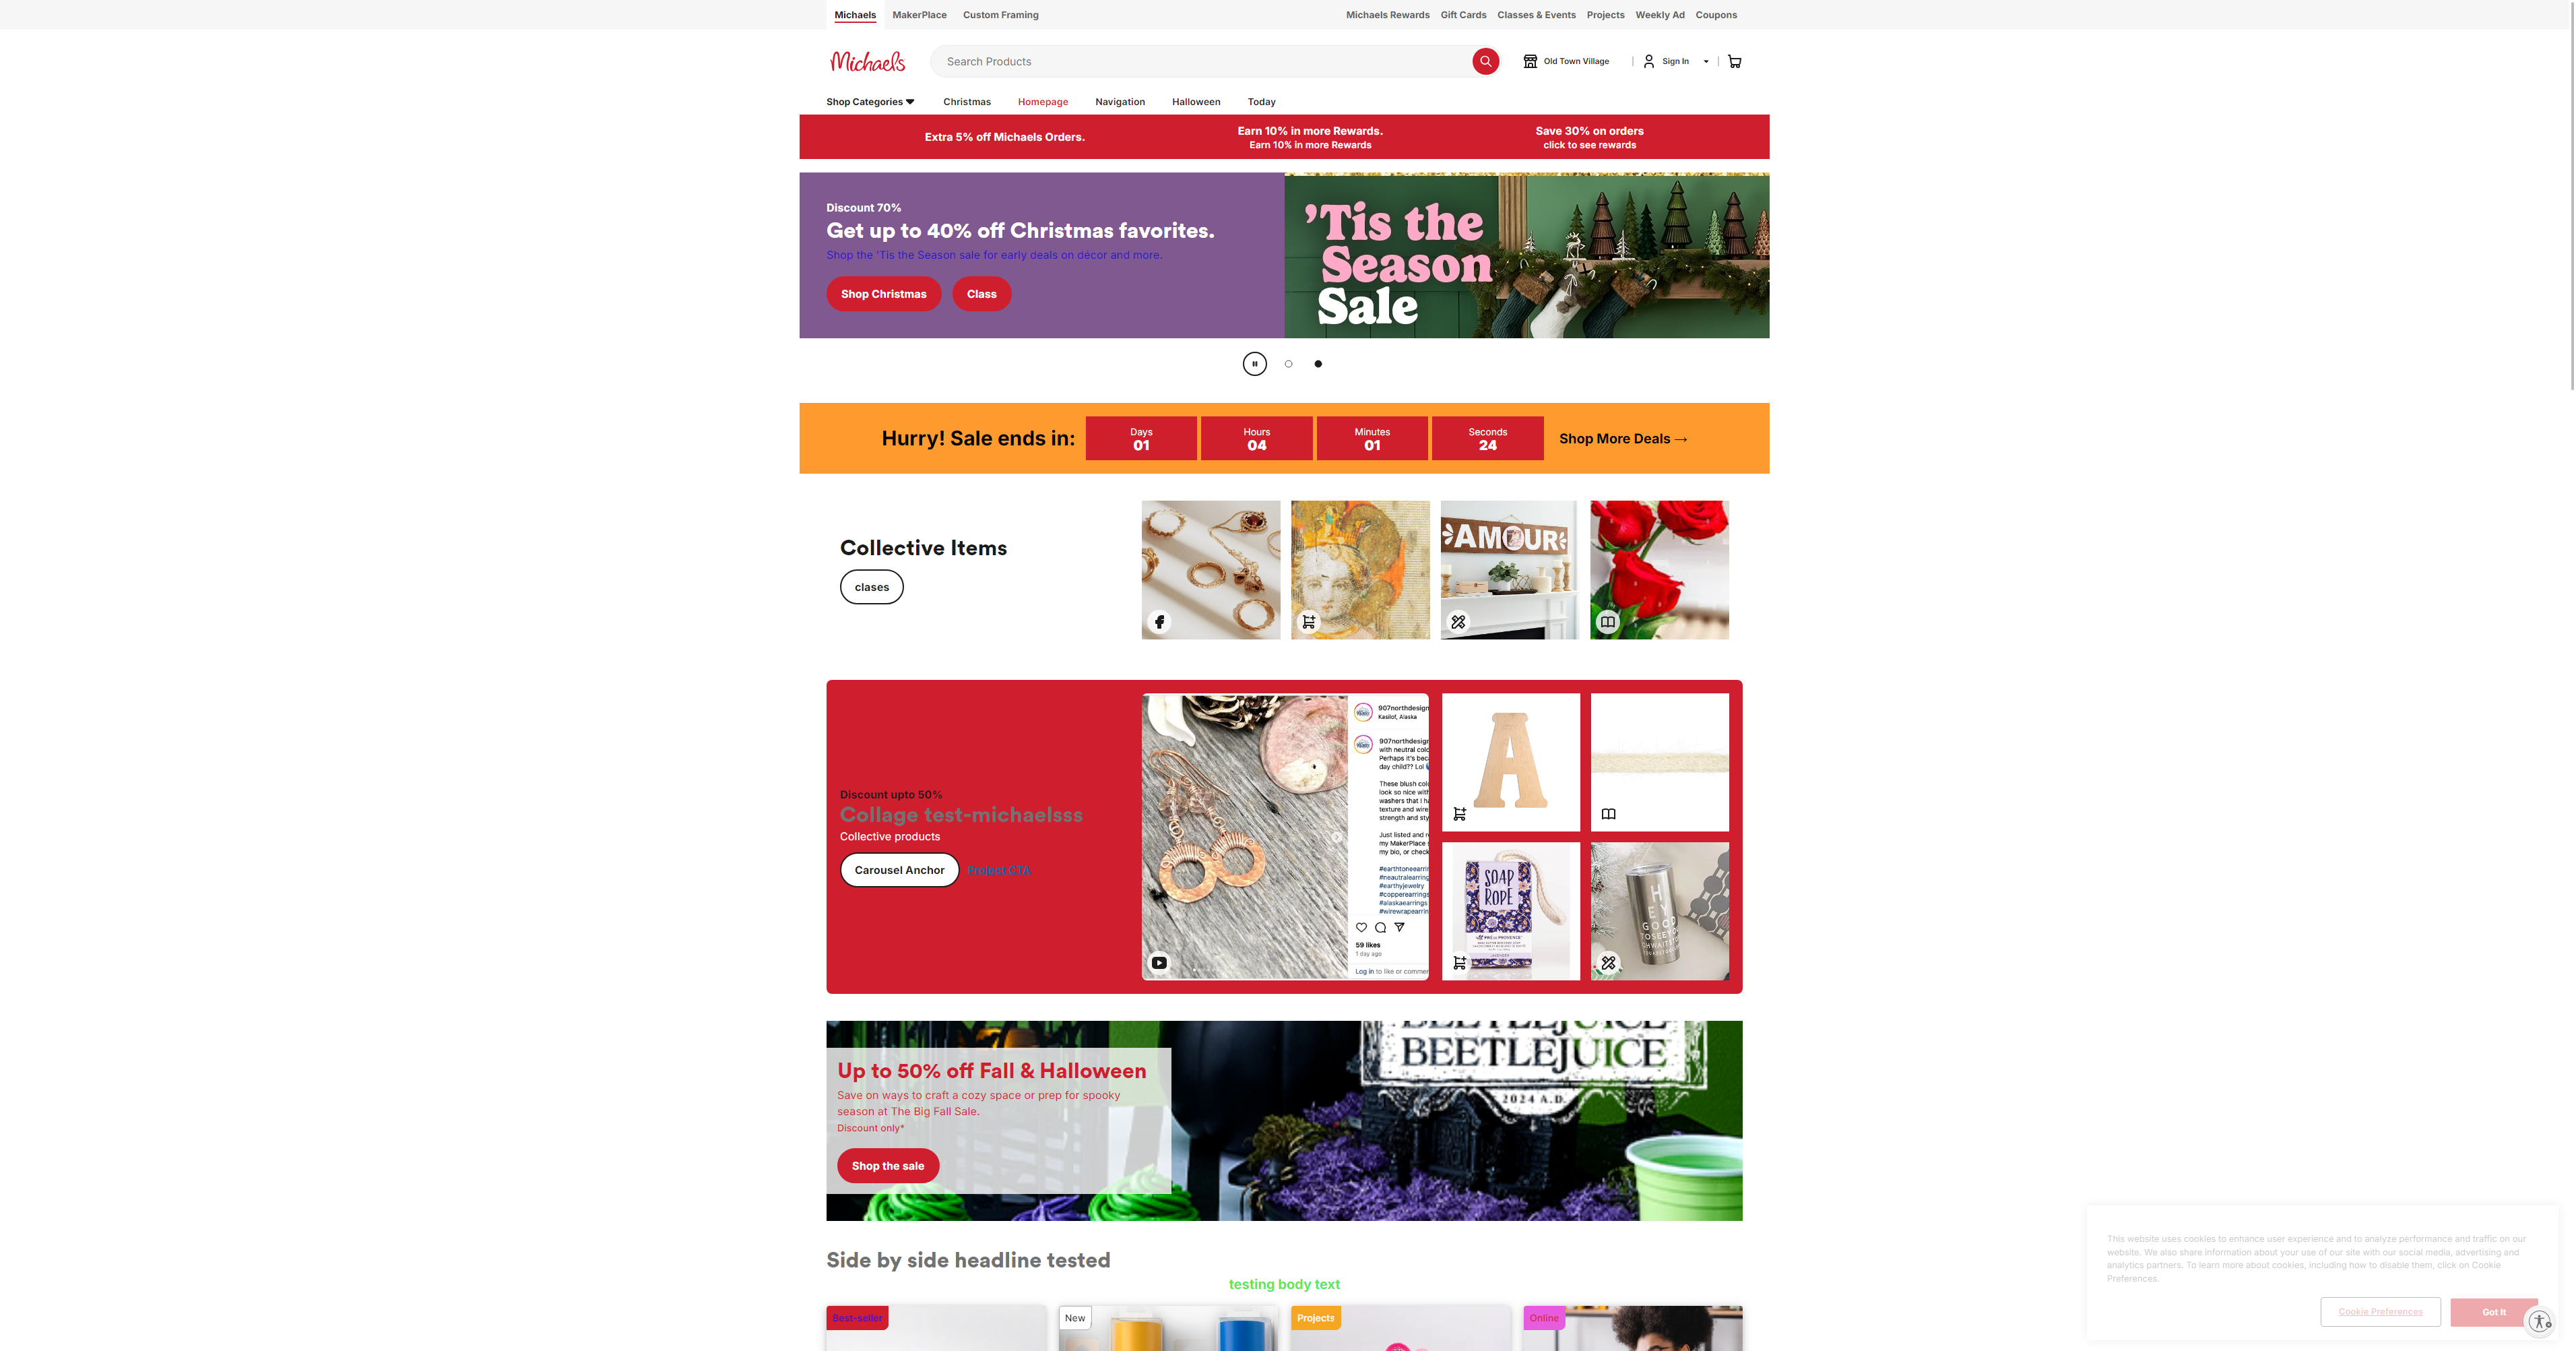 Michaels MakerPlace Custom Framing
Michaels Rewards Gift Cards Classes & Events Projects Weekly Ad Coupons
Michaels
Search Products
Old Town Village
Sign In
Shop Categories Christmas Homepage Navigation Halloween Today
Extra 5% off Michaels Orders.
Earn 10% in more Rewards.
Earn 10% in more Rewards
Save 30% on orders
click to see rewards
Discount 70%
Get up to 40% off Christmas favorites.
Shop the 'Tis the Season sale for early deals on décor and more.
Shop Christmas Class
'Tis the
Season
Sale
Hurry! Sale ends in:
Days
01
Hours
04
Minutes
01
Seconds
24
Shop More Deals →
Collective Items
clases
AMOUR
Discount upto 50%
Collage test-michaelsss
Collective products
Carousel Anchor Project CTA
907northdesign
Kasilof, Alaska
907northdesign
with neutral colo
Perhaps it's beca
day child?? Lol
These blush colo
look so nice with
washers that I ha
texture and wire
strength and sty
Just listed and re
my MakerPlace s
my bio, or check
#earthtoneearrin
#neautralearring
#earthyjewelry
#copperearrings
#alaskaearrings
#wirewrapearrin
59 likes
1 day ago
Log in to like or commen
A
SOAP
ROPE
PRÉ de PROVENCE
LAVENDER
BEETLEJUICE
BEETLEJUICE
2024 A.D.
Up to 50% off Fall & Halloween
Save on ways to craft a cozy space or prep for spooky
season at The Big Fall Sale.
Discount only*
Shop the sale
Side by side headline tested
testing body text
Best-seller
New
Projects
Online
This website uses cookies to enhance user experience and to analyze performance and traffic on our
website. We also share information about your use of our site with our social media, advertising and
analytics partners. To learn more about cookies, including how to disable them, click on Cookie
Preferences.
Cookie Preferences Got It